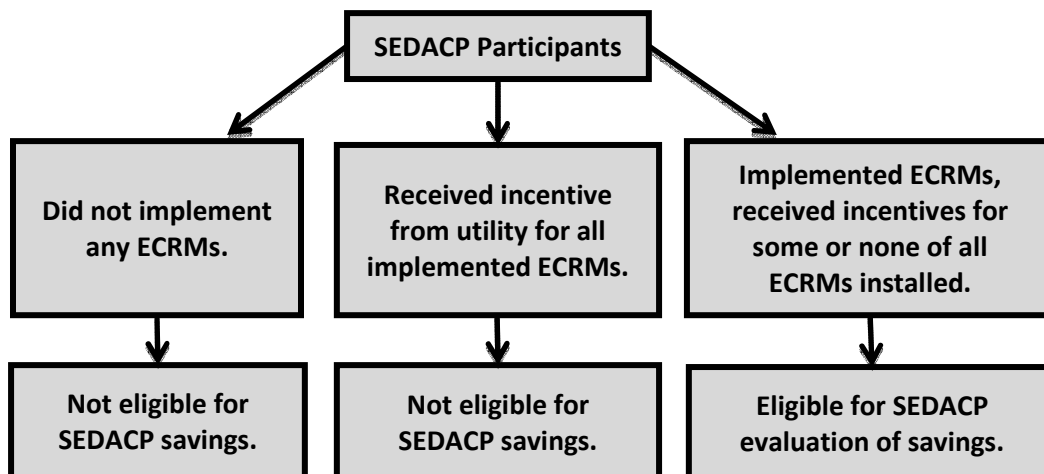 SEDACP Participants
Did not implement
any ECRMs.
Received incentive
from utility for all
implemented ECRMs.
Implemented ECRMs,
received incentives for
some or none of all
ECRMs installed.
Not eligible for
SEDACP savings.
Not eligible for
SEDACP savings.
Eligible for SEDACP
evaluation of savings.